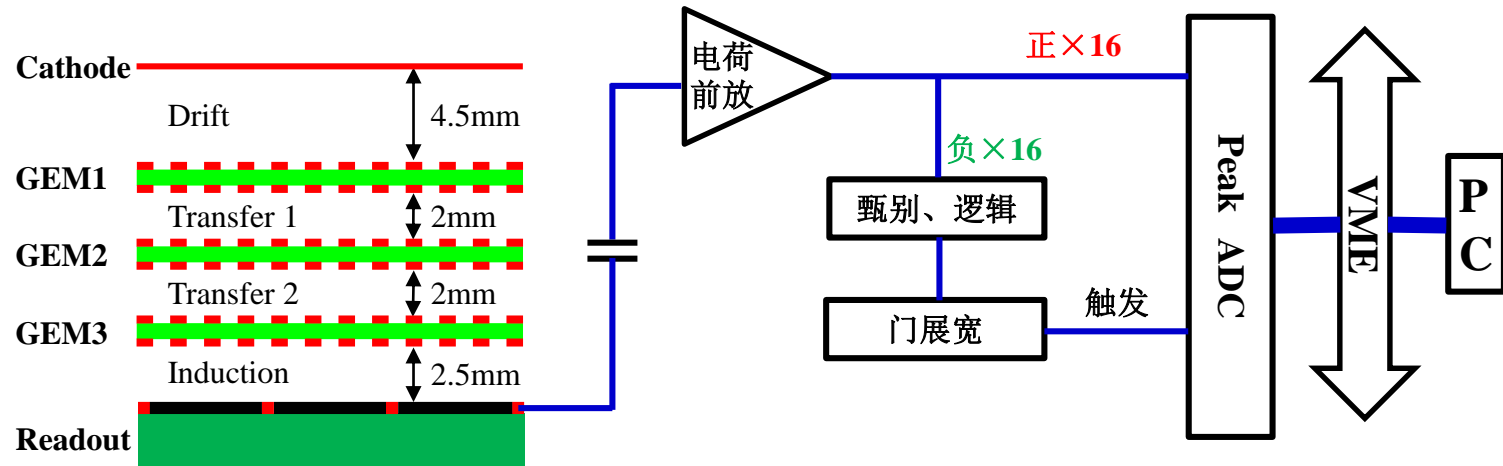 Cathode
Drift
4.5mm
GEM1
Transfer 1
2mm
GEM2
Transfer 2
2mm
GEM3
Induction
2.5mm
Readout
电荷
前放
正×16
负×16
甄别、逻辑
门展宽
触发
Peak ADC
VME
P
C